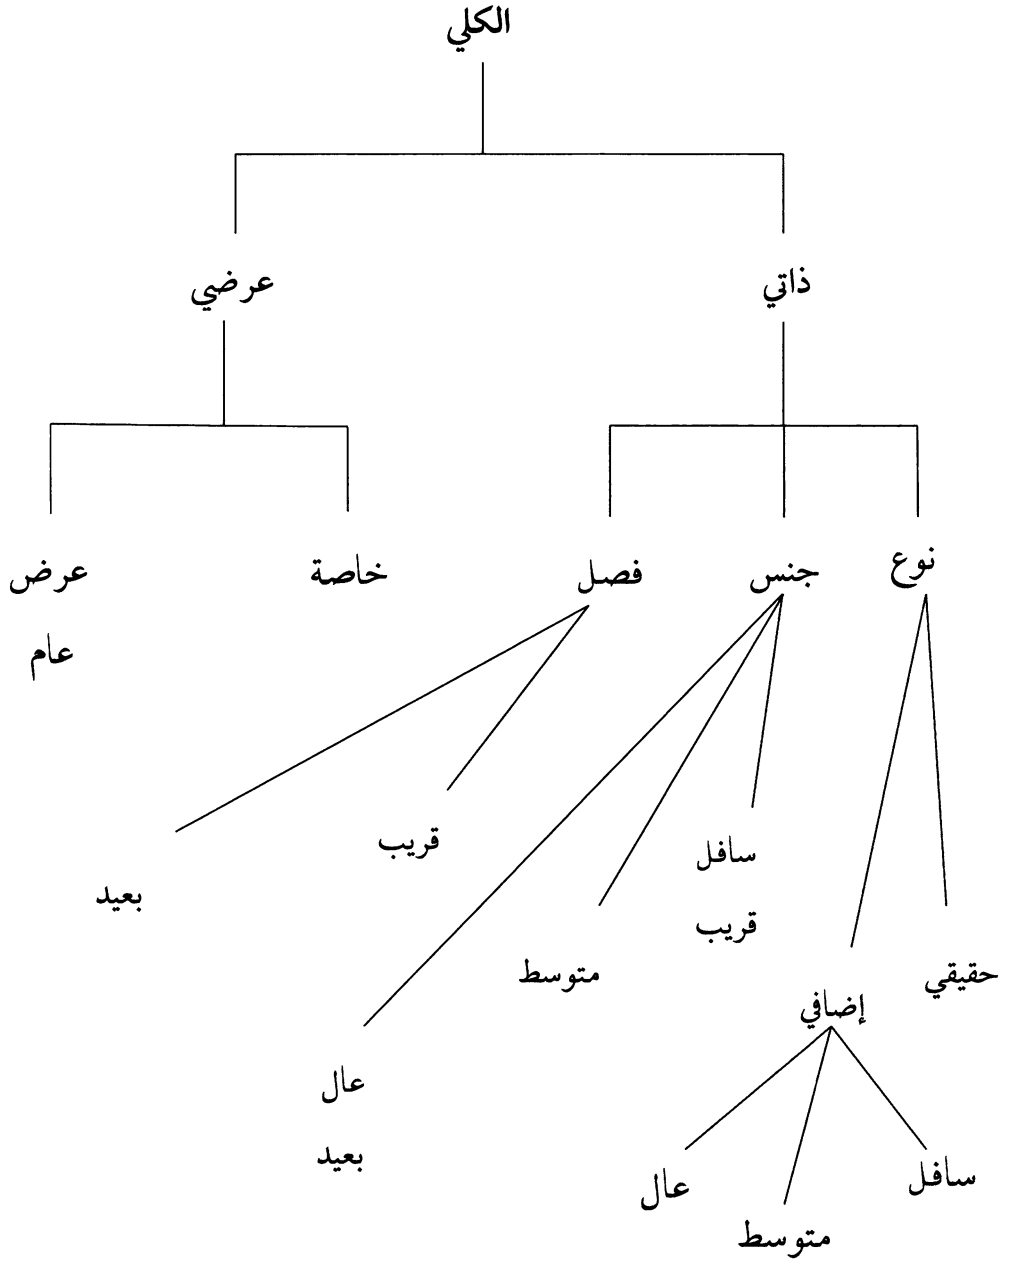 الكلي
ذاتي
عرضي
نوع
جنس
فصل
خاصة
عرض
عام
حقيقي
إضافي
سافل
متوسط
عال
سافل
قريب
متوسط
عال
بعيد
قريب
بعيد